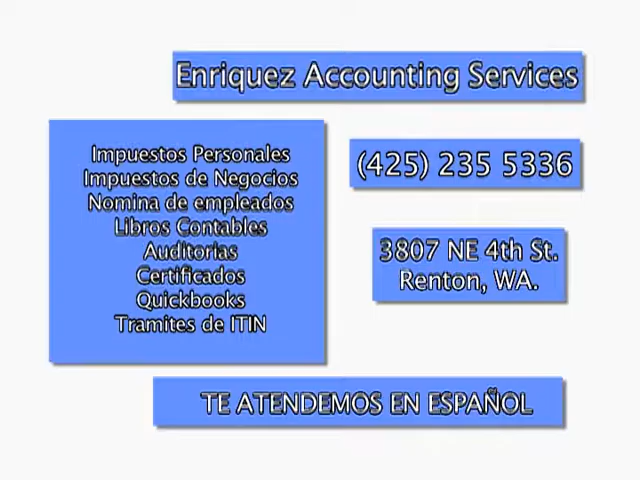 Enriquez Accounting Services
Impuestos Personales
Impuestos de Negocios
Nomina de empleados
Libros Contables
Auditorias
Certificados
Quickbooks
Tramites de ITIN
(425) 235 5336
3807 NE 4th St.
Renton, WA.
TE ATENDEMOS EN ESPAÑOL